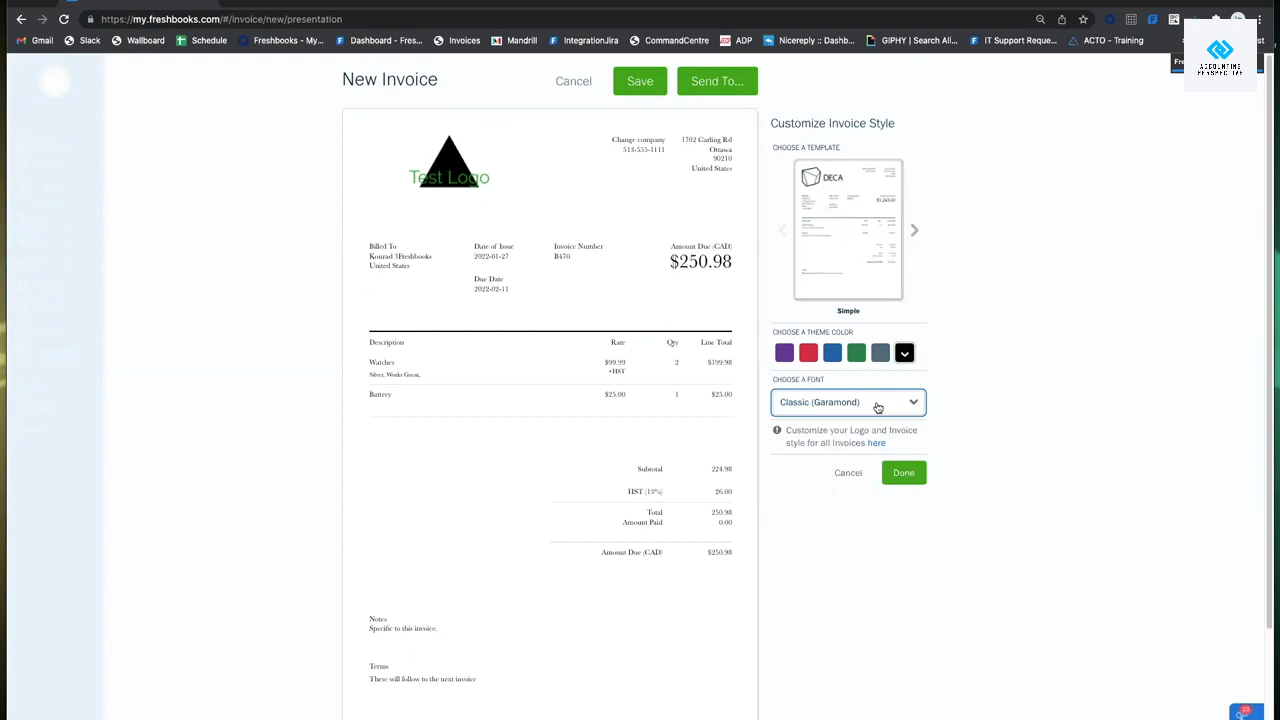 https://my.freshbooks.com/#/invoice/new/presentation
Gmail
Slack
Wallboard
Schedule
Freshbooks - My...
Dashboard - Fres...
Invoices
Mandrill
IntegrationJira
CommandCentre
ADP
Nicereply :: Dashb...
GIPHY | Search All...
IT Support Reque...
ACTO - Training
ACCOUNTING
PERSPECTIVE
New Invoice
Cancel
Save
Send To...
Test Logo
Change company
513-555-1111
1702 Carling Rd
Ottawa
90210
United States
Billed To
Konrad 3Freshbooks
United States
Date of Issue
2022-01-27
Due Date
2022-02-11
Invoice Number
B470
Amount Due (CAD)
$250.98
Description Rate Qty Line Total
Watches $99.99 2 $199.98
Silver, Works Great, +HST
Battery $25.00 1 $25.00
Subtotal 224.98
HST (13%) 26.00
Total 250.98
Amount Paid 0.00
Amount Due (CAD) $250.98
Notes
Specific to this invoice.
Terms
These will follow to the next invoice
Customize Invoice Style
CHOOSE A TEMPLATE
DECA
$1,243.00
Simple
CHOOSE A THEME COLOR
CHOOSE A FONT
Classic (Garamond)
Customize your Logo and Invoice
style for all Invoices here
Cancel
Done
23